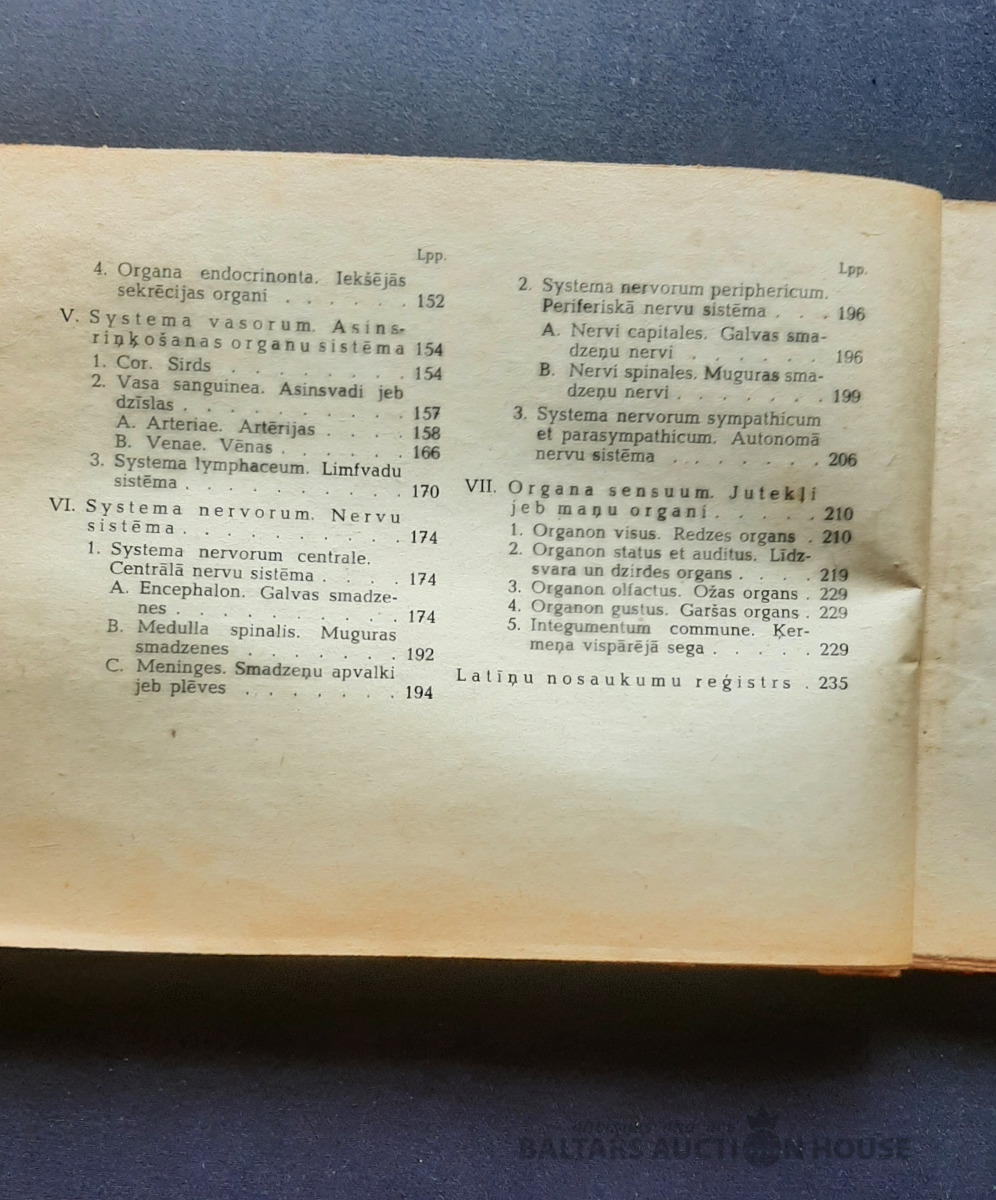 Lpp.
4. Organa endocrinonta. Iekšējās
sekrēcijas organi . . . . . . 152
V. Systema vasorum. Asins-
riņķošanas organu sistēma 154
1. Cor. Sirds . . . . . . . . 154
2. Vasa sanguinea. Asinsvadi jeb
dzīslas . . . . . . . . . . 157
A. Arteriae. Artērijas . . . . 158
B. Venae. Vēnas . . . . . . 166
3. Systema lymphaceum. Limfvadu
sistēma . . . . . . . . . . 170
VI. Systema nervorum. Nervu
sistēma . . . . . . . . . . 174
1. Systema nervorum centrale.
Centrālā nervu sistēma . . . . 174
A. Encephalon. Galvas smadze-
nes . . . . . . . . . . 174
B. Medulla spinalis. Muguras
smadzenes . . . . . . . 192
C. Meninges. Smadzeņu apvalki
jeb plēves . . . . . . . 194
Lpp.
2. Systema nervorum periphericum.
Periferiskā nervu sistēma . . . 196
A. Nervi capitales. Galvas sma-
dzeņu nervi . . . . . . 196
B. Nervi spinales. Muguras sma-
dzeņu nervi . . . . . . . 199
3. Systema nervorum sympathicum
et parasympathicum. Autonomā
nervu sistēma . . . . . . . 206
VII. Organa sensuum. Jutekļi
jeb maņu organi . . . . . 210
1. Organon visus. Redzes organs . 210
2. Organon status et auditus. Līdz-
svara un dzirdes organs . . . . 219
3. Organon olfactus. Ožas organs . 229
4. Organon gustus. Garšas organs . 229
5. Integumentum commune. Ķer-
meņa vispārējā sega . . . . . 229
Latīņu nosaukumu reģistrs . 235
BALTARS AUCTION HOUSE